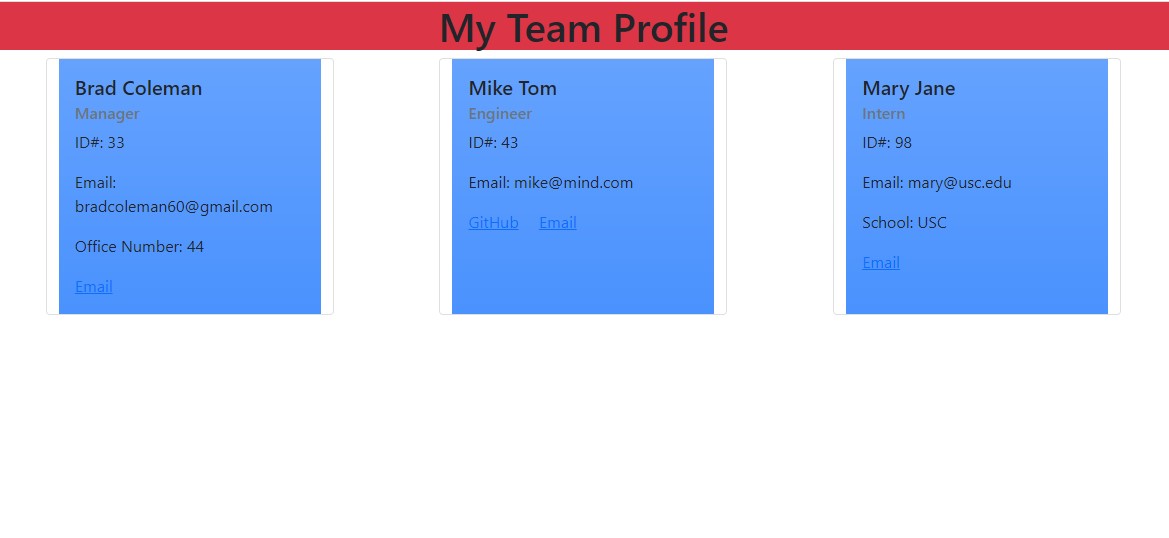 My Team Profile
Brad Coleman
Manager
ID#: 33
Email:
bradcoleman60@gmail.com
Office Number: 44
Email
Mike Tom
Engineer
ID#: 43
Email: mike@mind.com
GitHub Email
Mary Jane
Intern
ID#: 98
Email: mary@usc.edu
School: USC
Email